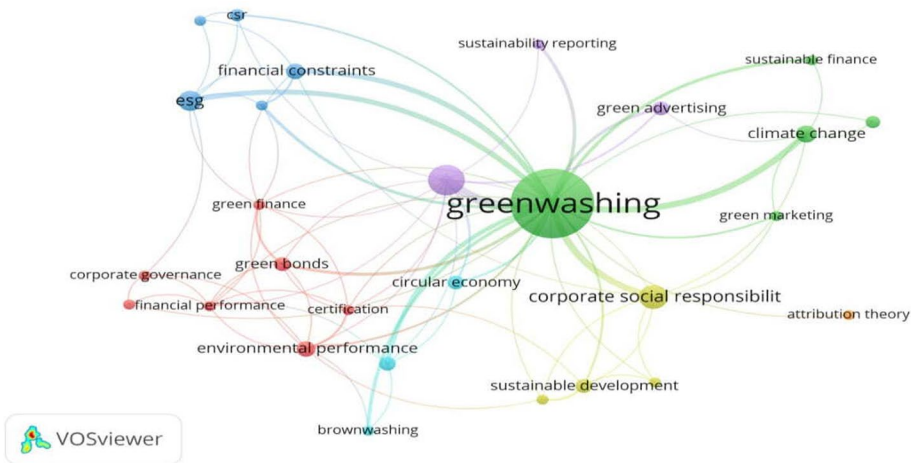 csr
sustainability reporting
sustainable finance
financial constraints
esg
green advertising
climate change
greenwashing
green finance
green marketing
green bonds
corporate governance
circular economy
corporate social responsibilit
financial performance
certification
attribution theory
environmental performance
sustainable development
brownwashing
VOSviewer